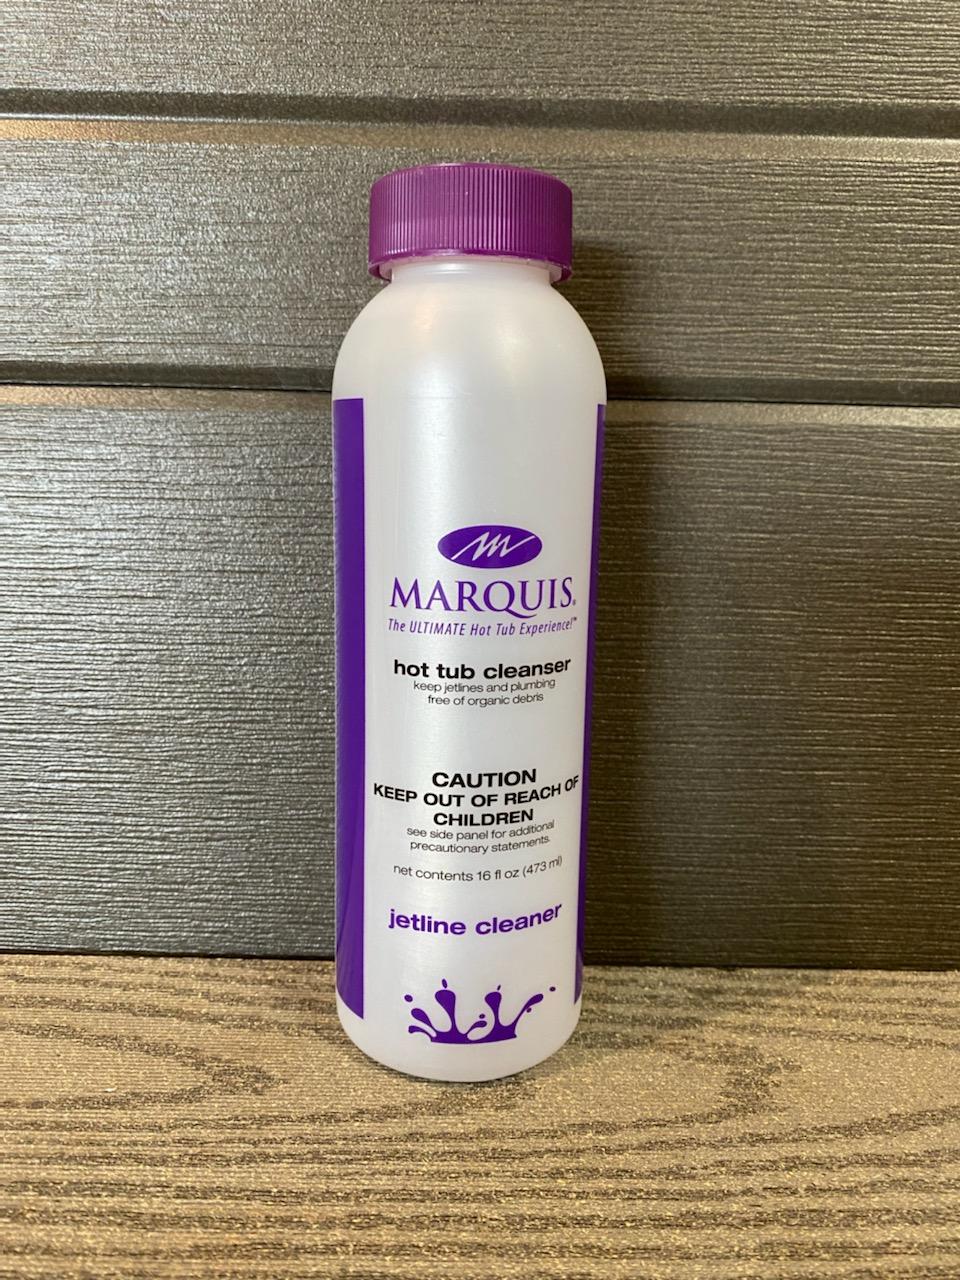 m
MARQUIS®
The ULTIMATE Hot Tub Experience!™
hot tub cleanser
keep jetlines and plumbing
free of organic debris
CAUTION
KEEP OUT OF REACH OF
CHILDREN
see side panel for additional
precautionary statements.
net contents 16 fl oz (473 ml)
jetline cleaner